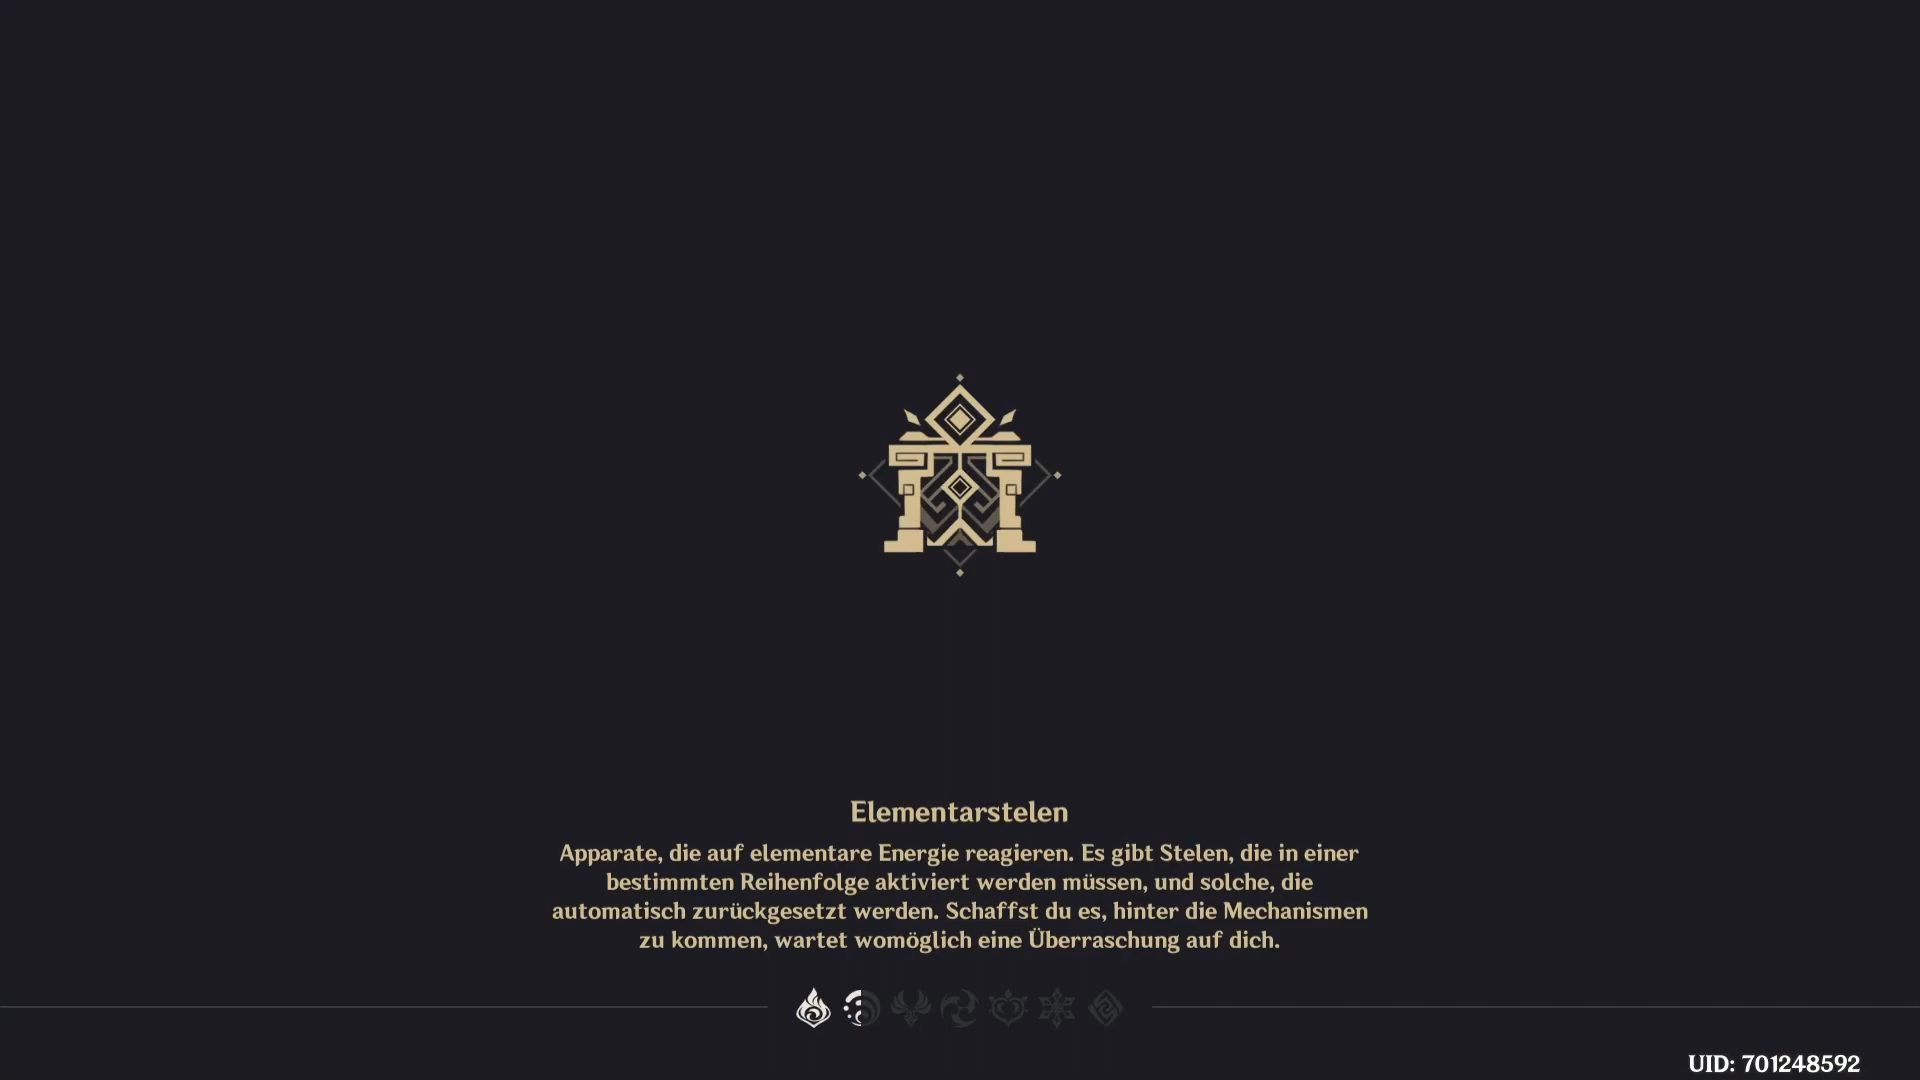 Elementarstelen
Apparate, die auf elementare Energie reagieren. Es gibt Stelen, die in einer
bestimmten Reihenfolge aktiviert werden müssen, und solche, die
automatisch zurückgesetzt werden. Schaffst du es, hinter die Mechanismen
zu kommen, wartet womöglich eine Überraschung auf dich.
UID: 701248592